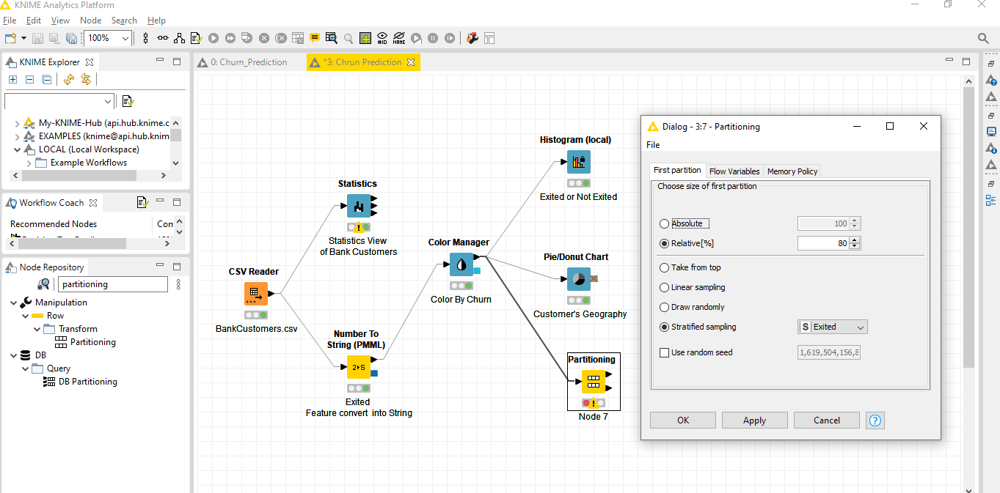 KNIME Analytics Platform
File Edit View Node Search Help
100%
#ID
NAME
KNIME Explorer
My-KNIME-Hub (api.hub.knime.c
EXAMPLES (knime@api.hub.knim
LOCAL (Local Workspace)
Example Workflows
Workflow Coach
Recommended Nodes Com
Node Repository
partitioning
Manipulation
Row
Transform
Partitioning
DB
Query
DB Partitioning
0: Churn_Prediction
*3: Chrun Prediction
CSV Reader
BankCustomers.csv
Statistics
Statistics View
of Bank Customers
Number To
String (PMML)
2 S
Exited
Feature convert into String
Color Manager
Color By Churn
Histogram (local)
Exited or Not Exited
Pie/Donut Chart
Customer's Geography
Partitioning
Node 7
Dialog - 3:7 - Partitioning
File
First partition Flow Variables Memory Policy
Choose size of first partition
Absolute 100
Relative[%] 80
Take from top
Linear sampling
Draw randomly
Stratified sampling S Exited
Use random seed 1,619,504,156,8
OK Apply Cancel ?